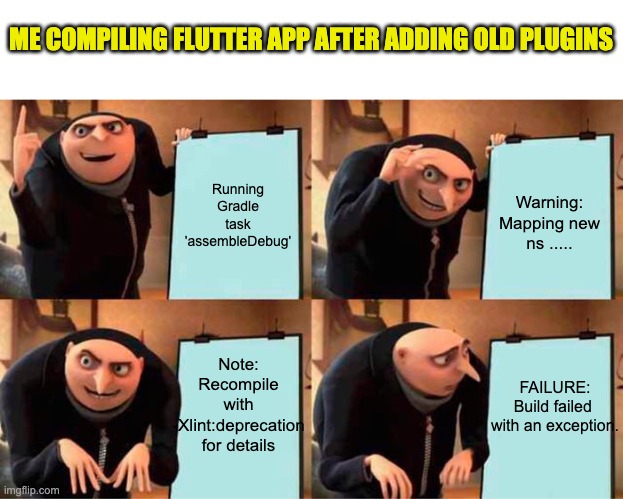 ME COMPILING FLUTTER APP AFTER ADDING OLD PLUGINS
Running
Gradle
task
'assembleDebug'
Warning:
Mapping new
ns .....
Note:
Recompile
with
Xlint:deprecation
for details
FAILURE:
Build failed
with an exception.
imgflip.com